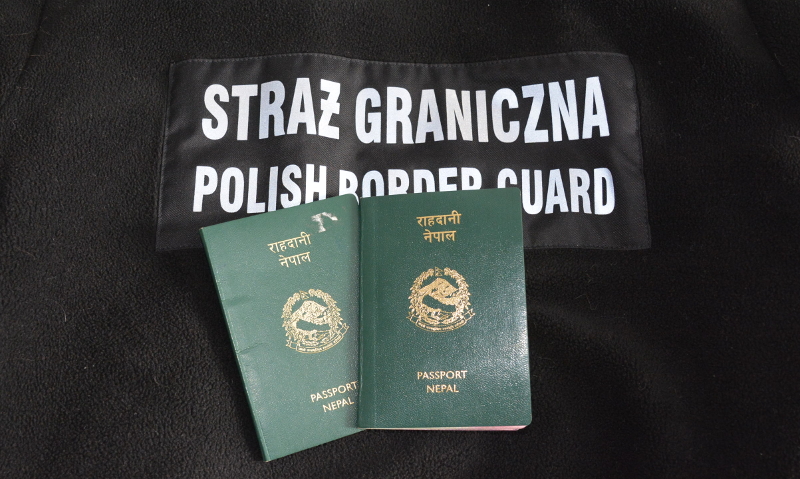 STRAŻ GRANICZNA
POLISH BORDER GUARD
राहदानी
नेपाल
PASSPORT
NEPAL
राहदानी
नेपाल
PASSPORT
NEPAL